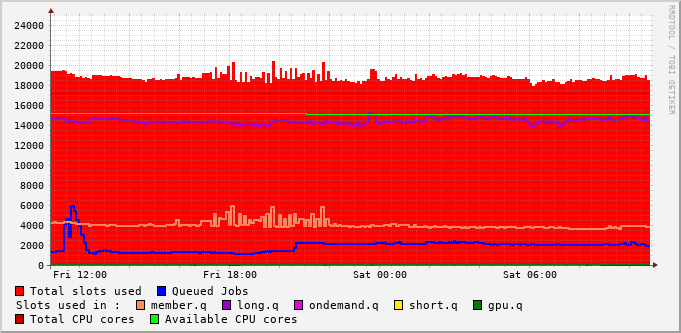 24000
22000
20000
18000
16000
14000
12000
10000
8000
6000
4000
2000
0
Fri 12:00 Fri 18:00 Sat 00:00 Sat 06:00
Total slots used Queued Jobs
Slots used in : member.q long.q ondemand.q short.q gpu.q
Total CPU cores Available CPU cores
RRDTOOL / TOBI OETIKER